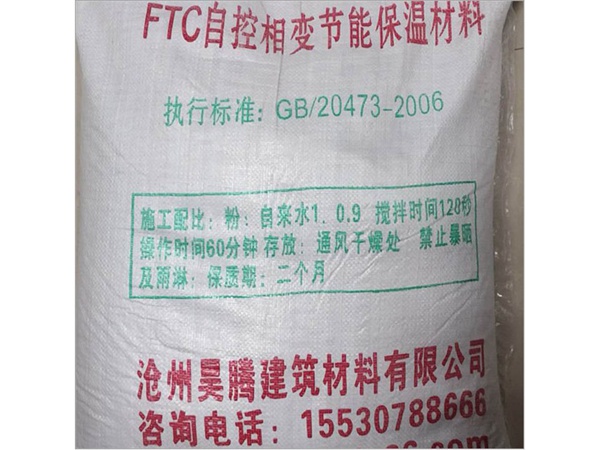 FTC自控相变节能保温材料
执行标准: GB/20473-2006
施工配比: 粉: 自来水1. 0.9 搅拌时间120秒
操作时间60分钟 存放: 通风干燥处 禁止暴晒
及雨淋: 保质期: 二个月
沧州昊腾建筑材料有限公司
咨询电话: 15530788666